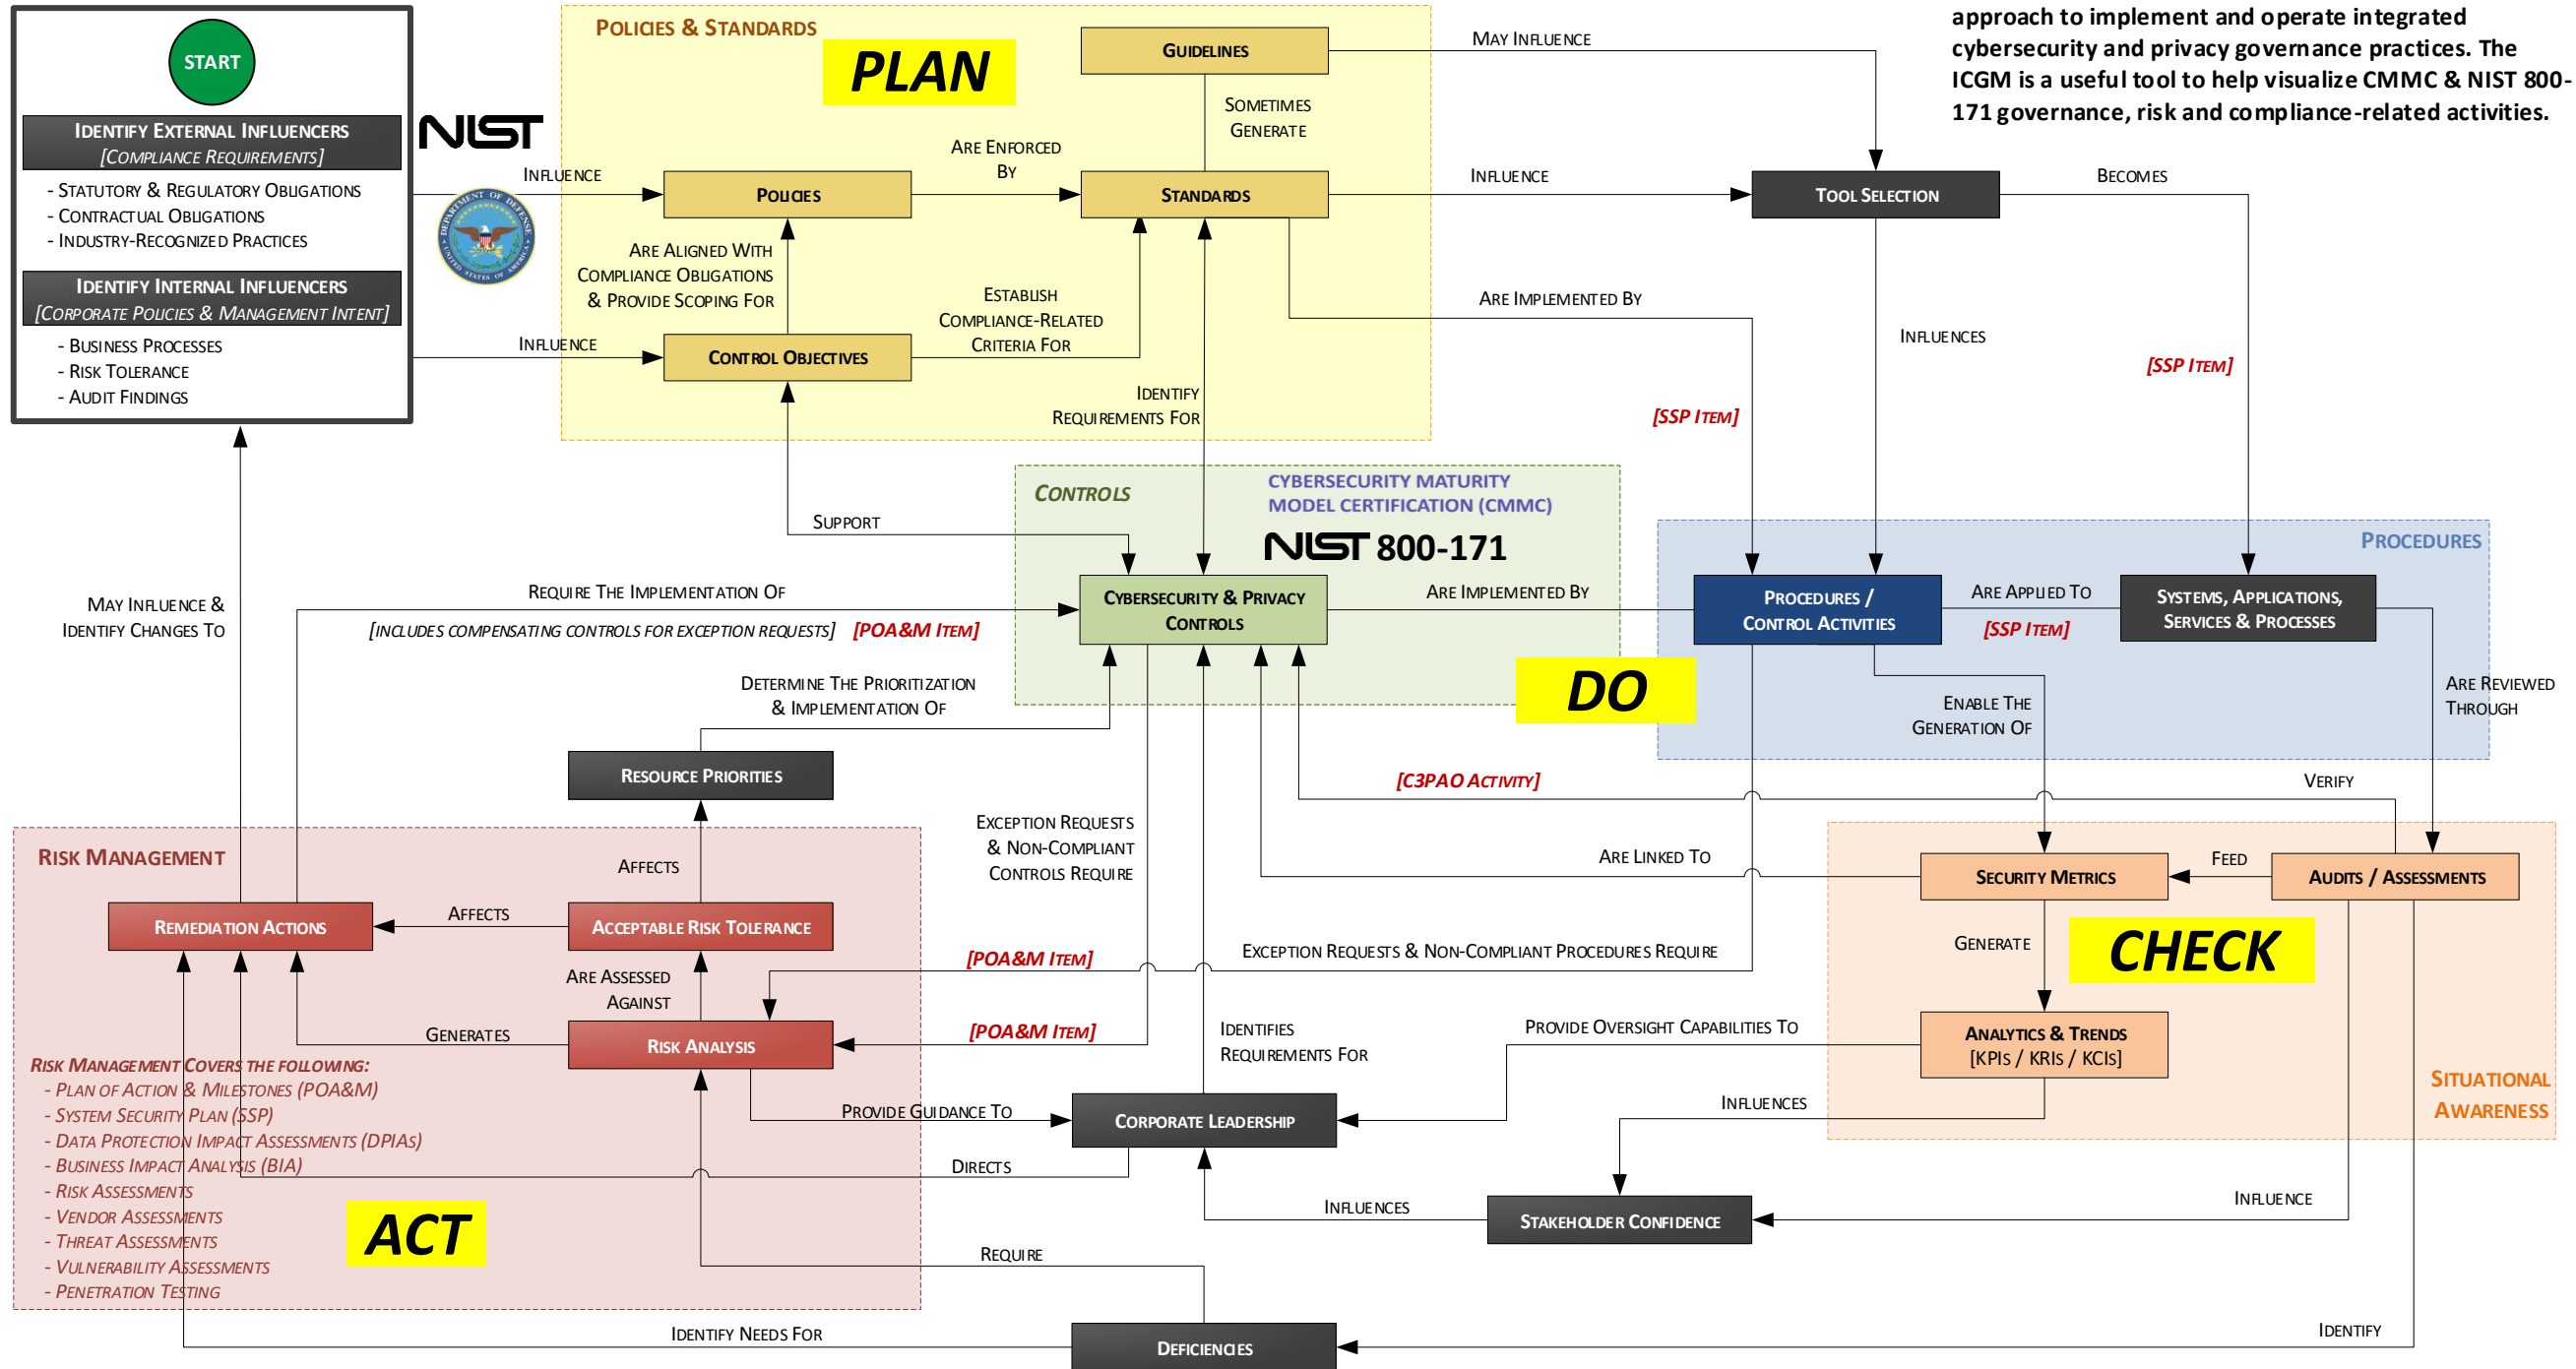 START
IDENTIFY EXTERNAL INFLUENCERS
[COMPLIANCE REQUIREMENTS]
- STATUTORY & REGULATORY OBLIGATIONS
- CONTRACTUAL OBLIGATIONS
- INDUSTRY-RECOGNIZED PRACTICES
IDENTIFY INTERNAL INFLUENCERS
[CORPORATE POLICIES & MANAGEMENT INTENT]
- BUSINESS PROCESSES
- RISK TOLERANCE
- AUDIT FINDINGS
NIST
DEPARTMENT OF DEFENSE
UNITED STATES OF AMERICA
INFLUENCE
INFLUENCE
POLICIES & STANDARDS
PLAN
GUIDELINES
SOMETIMES
GENERATE
POLICIES
ARE ENFORCED
BY
STANDARDS
ARE ALIGNED WITH
COMPLIANCE OBLIGATIONS
& PROVIDE SCOPING FOR
ESTABLISH
COMPLIANCE-RELATED
CRITERIA FOR
CONTROL OBJECTIVES
IDENTIFY
REQUIREMENTS FOR
MAY INFLUENCE
INFLUENCE
TOOL SELECTION
BECOMES
ARE IMPLEMENTED BY
INFLUENCES
[SSP ITEM]
[SSP ITEM]
approach to implement and operate integrated
cybersecurity and privacy governance practices. The
ICGM is a useful tool to help visualize CMMC & NIST 800-
171 governance, risk and compliance-related activities.
SUPPORT
CONTROLS
CYBERSECURITY MATURITY
MODEL CERTIFICATION (CMMC)
NIST 800-171
CYBERSECURITY & PRIVACY
CONTROLS
ARE IMPLEMENTED BY
DO
PROCEDURES
PROCEDURES /
CONTROL ACTIVITIES
ARE APPLIED TO
[SSP ITEM]
SYSTEMS, APPLICATIONS,
SERVICES & PROCESSES
ENABLE THE
GENERATION OF
ARE REVIEWED
THROUGH
MAY INFLUENCE &
IDENTIFY CHANGES TO
REQUIRE THE IMPLEMENTATION OF
[INCLUDES COMPENSATING CONTROLS FOR EXCEPTION REQUESTS] [POA&M ITEM]
DETERMINE THE PRIORITIZATION
& IMPLEMENTATION OF
RESOURCE PRIORITIES
[C3PAO ACTIVITY]
VERIFY
EXCEPTION REQUESTS
& NON-COMPLIANT
CONTROLS REQUIRE
RISK MANAGEMENT
AFFECTS
REMEDIATION ACTIONS
AFFECTS
ACCEPTABLE RISK TOLERANCE
ARE ASSESSED
AGAINST
GENERATES
RISK ANALYSIS
[POA&M ITEM]
EXCEPTION REQUESTS & NON-COMPLIANT PROCEDURES REQUIRE
[POA&M ITEM]
ARE LINKED TO
SECURITY METRICS
FEED
AUDITS / ASSESSMENTS
GENERATE
CHECK
ANALYTICS & TRENDS
[KPIS / KRIS / KCIS]
SITUATIONAL
AWARENESS
PROVIDE OVERSIGHT CAPABILITIES TO
IDENTIFIES
REQUIREMENTS FOR
INFLUENCES
RISK MANAGEMENT COVERS THE FOLLOWING:
- PLAN OF ACTION & MILESTONES (POA&M)
- SYSTEM SECURITY PLAN (SSP)
- DATA PROTECTION IMPACT ASSESSMENTS (DPIAS)
- BUSINESS IMPACT ANALYSIS (BIA)
- RISK ASSESSMENTS
- VENDOR ASSESSMENTS
- THREAT ASSESSMENTS
- VULNERABILITY ASSESSMENTS
- PENETRATION TESTING
ACT
PROVIDE GUIDANCE TO
CORPORATE LEADERSHIP
DIRECTS
INFLUENCES
STAKEHOLDER CONFIDENCE
INFLUENCE
REQUIRE
IDENTIFY NEEDS FOR
DEFICIENCIES
IDENTIFY